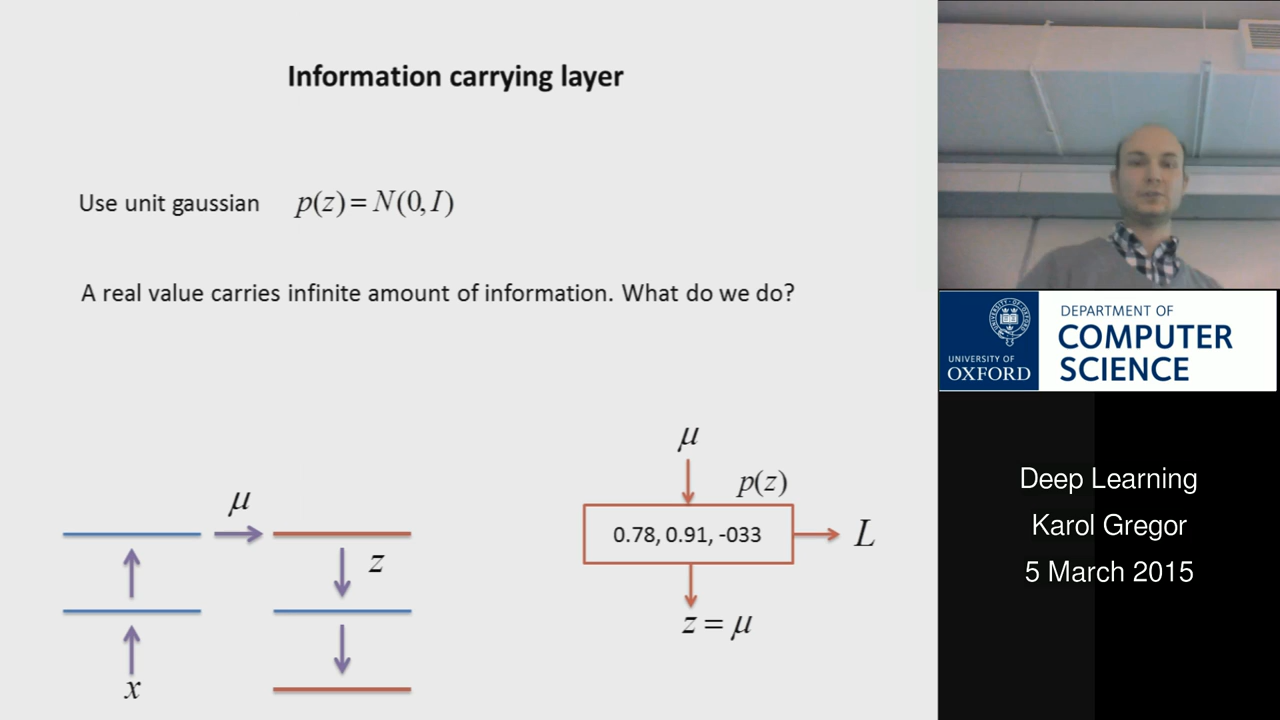 Information carrying layer
Use unit gaussian p(z) = N(0, I)
A real value carries infinite amount of information. What do we do?
μ
z
x
μ
p(z)
0.78, 0.91, -033
L
z = μ
UNIVERSITY OF
OXFORD
DEPARTMENT OF
COMPUTER
SCIENCE
Deep Learning
Karol Gregor
5 March 2015